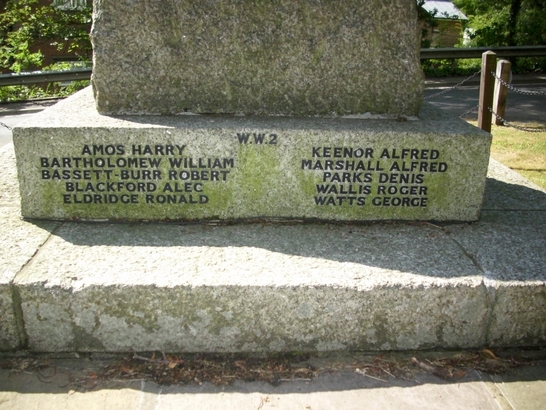 W.W.2
AMOS HARRY
BARTHOLOMEW WILLIAM
BASSETT-BURR ROBERT
BLACKFORD ALEC
ELDRIDGE RONALD
KEENOR ALFRED
MARSHALL ALFRED
PARKS DENIS
WALLIS ROGER
WATTS GEORGE